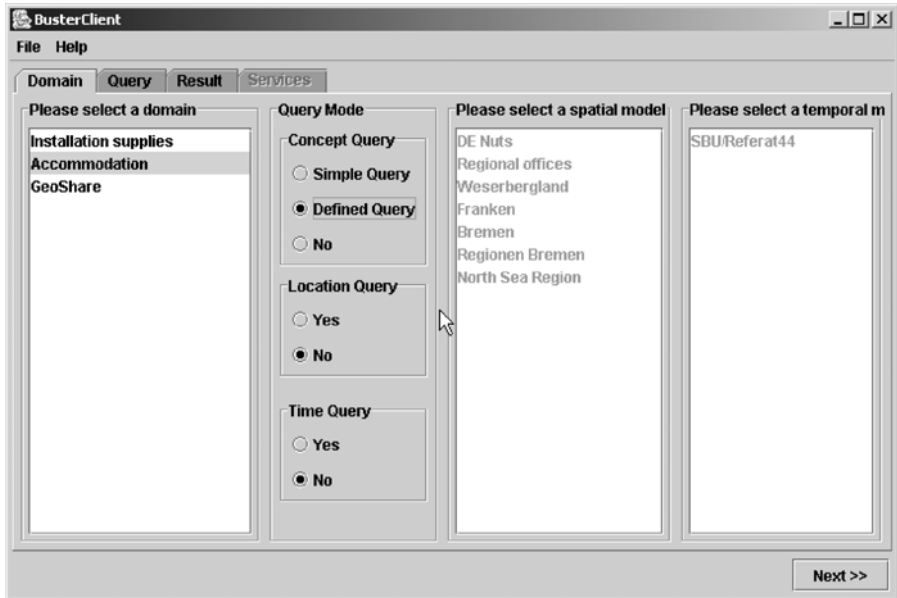 BusterClient
File Help
Domain Query Result Services
Please select a domain
Installation supplies
Accommodation
GeoShare
Query Mode
Concept Query
Simple Query
Defined Query
No
Location Query
Yes
No
Time Query
Yes
No
Please select a spatial model
DE Nuts
Regional offices
Weserbergland
Franken
Bremen
Regionen Bremen
North Sea Region
Please select a temporal m
SBU/Referat44
Next >>